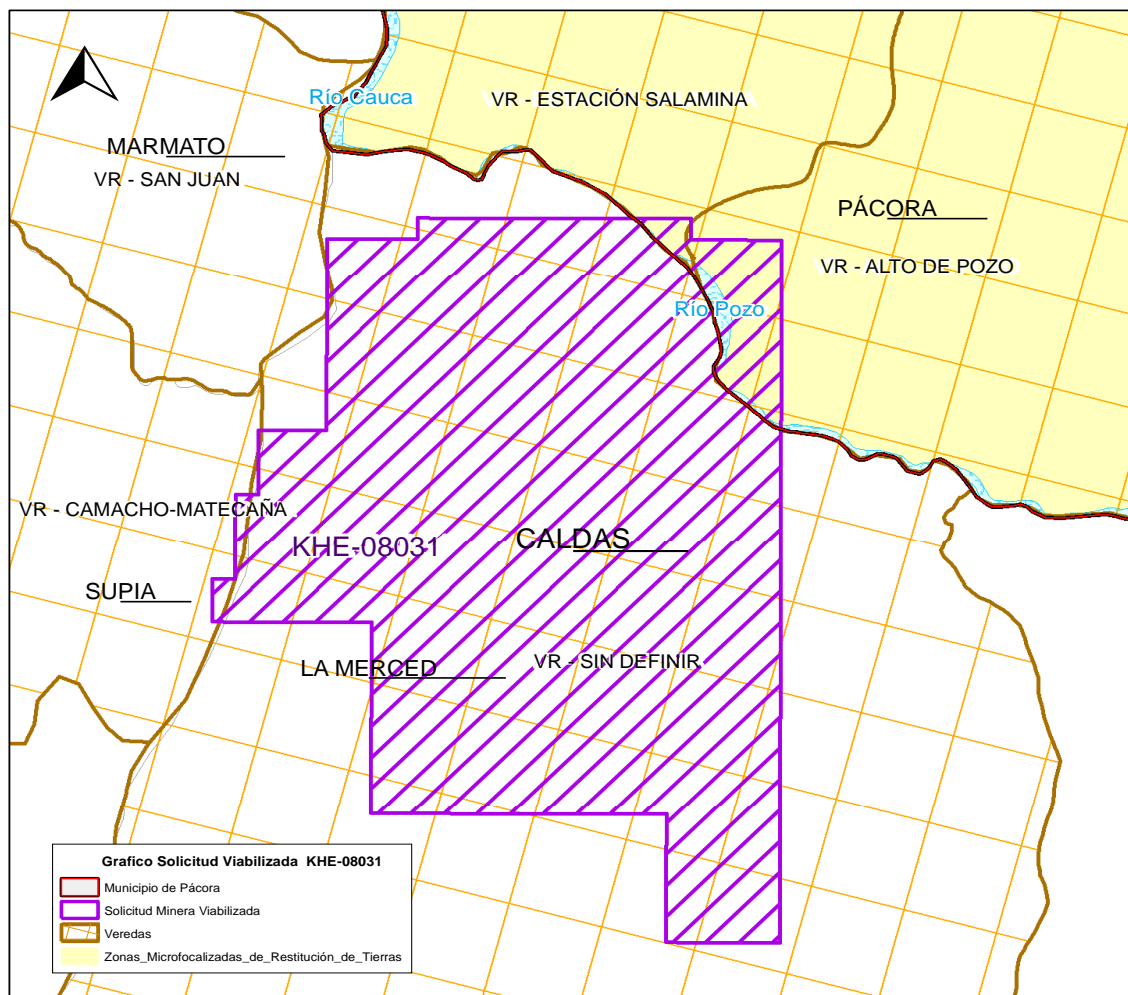 Río Cauca
VR - ESTACIÓN SALAMINA
MARMATO
VR - SAN JUAN
PÁCORA
VR - ALTO DE POZO
Río Pozo
VR - CAMACHO-MATECAÑA
KHE-08031
CALDAS
SUPIA
LA MERCED
VR - SIN DEFINIR
Grafico Solicitud Viabilizada KHE-08031
Municipio de Pácora
Solicitud Minera Viabilizada
Veredas
Zonas_Microfocalizadas_de_Restitución_de_Tierras